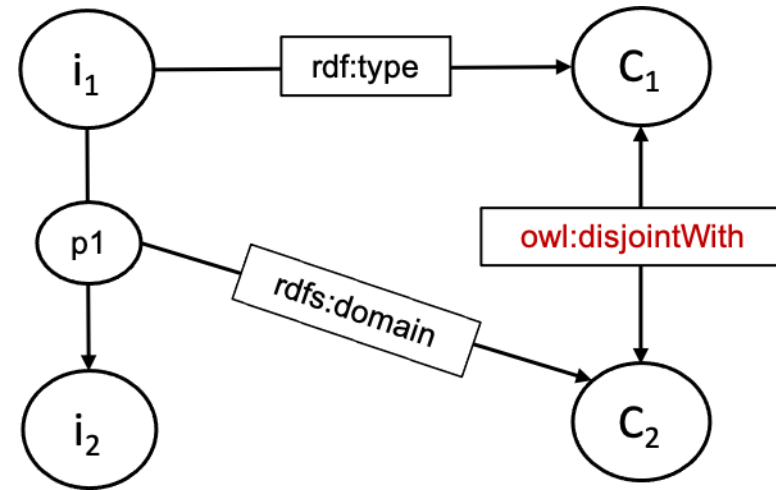 i₁
rdf:type
C₁
p1
owl:disjointWith
rdfs:domain
i₂
C₂